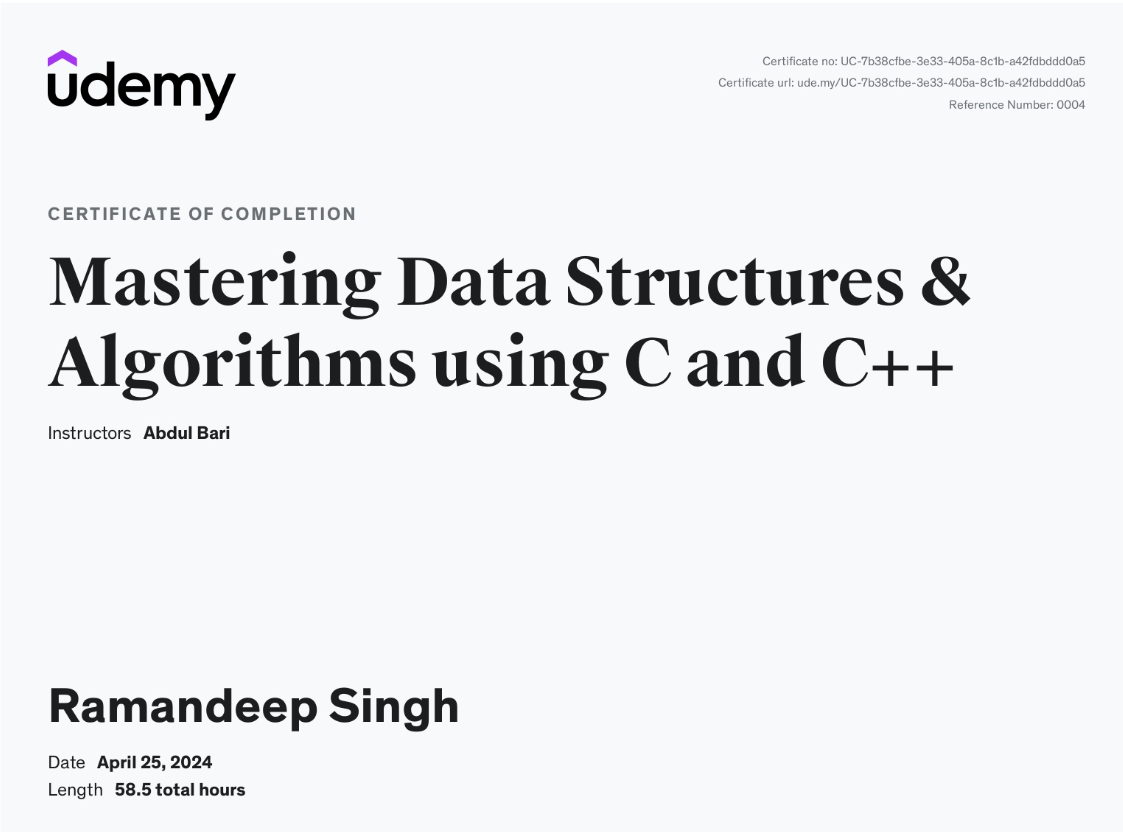 udemy
Certificate no: UC-7b38cfbe-3e33-405a-8c1b-a42fdbddd0a5
Certificate url: ude.my/UC-7b38cfbe-3e33-405a-8c1b-a42fdbddd0a5
Reference Number: 0004
CERTIFICATE OF COMPLETION
Mastering Data Structures &
Algorithms using C and C++
Instructors Abdul Bari
Ramandeep Singh
Date April 25, 2024
Length 58.5 total hours